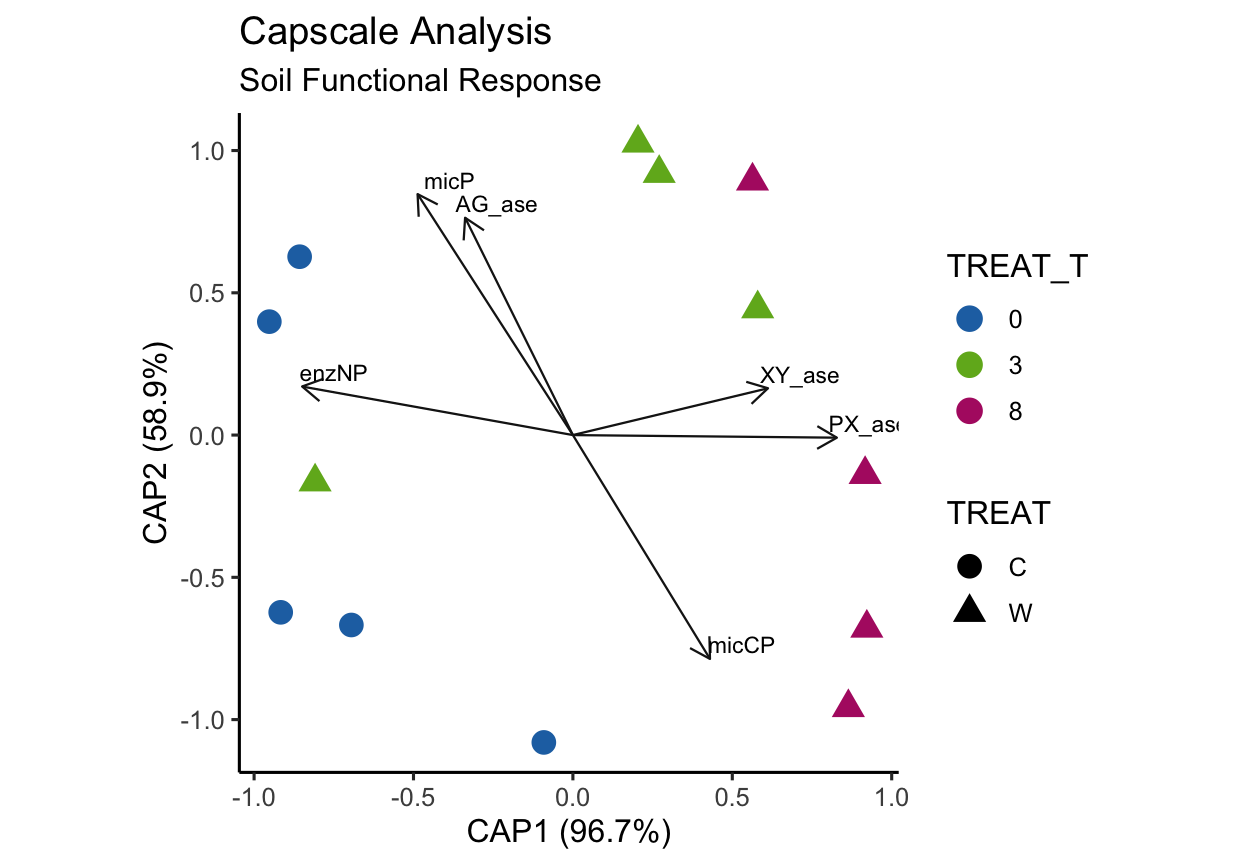 Capscale Analysis
Soil Functional Response
CAP2 (58.9%)
1.0
0.5
0.0
-0.5
-1.0
micP
AG_ase
enzNP
XY_ase
PX_ase
micCP
-1.0
-0.5
0.0
0.5
1.0
CAP1 (96.7%)
TREAT_T
0
3
8
TREAT
C
W